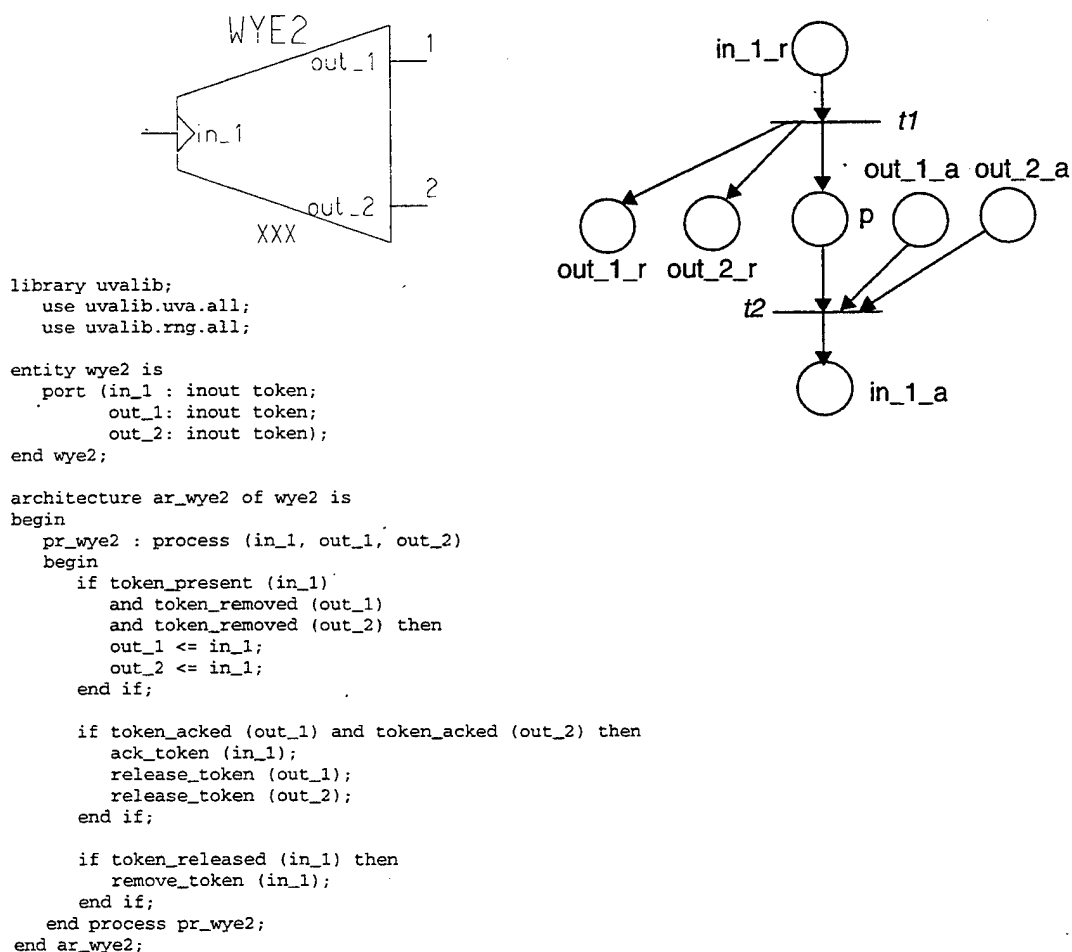 WYE2
out_1
1
in_1
out_2
2
XXX
in_1_r
t1
out_1_a out_2_a
p
out_1_r out_2_r
t2
in_1_a
library uvalib;
   use uvalib.uva.all;
   use uvalib.rng.all;
entity wye2 is
   port (in_1 : inout token;
         out_1: inout token;
         out_2: inout token);
end wye2;
architecture ar_wye2 of wye2 is
begin
   pr_wye2 : process (in_1, out_1, out_2)
   begin
      if token_present (in_1)
         and token_removed (out_1)
         and token_removed (out_2) then
         out_1 <= in_1;
         out_2 <= in_1;
      end if;
      if token_acked (out_1) and token_acked (out_2) then
         ack_token (in_1);
         release_token (out_1);
         release_token (out_2);
      end if;
      if token_released (in_1) then
         remove_token (in_1);
      end if;
   end process pr_wye2;
end ar_wye2;